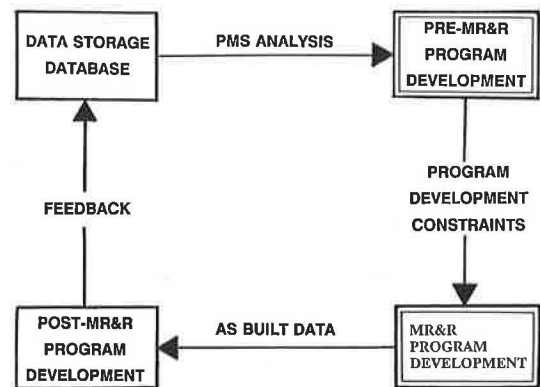 DATA STORAGE
DATABASE
PMS ANALYSIS
PRE-MR&R
PROGRAM
DEVELOPMENT
PROGRAM
DEVELOPMENT
CONSTRAINTS
MR&R
PROGRAM
DEVELOPMENT
AS BUILT DATA
POST-MR&R
PROGRAM
DEVELOPMENT
FEEDBACK